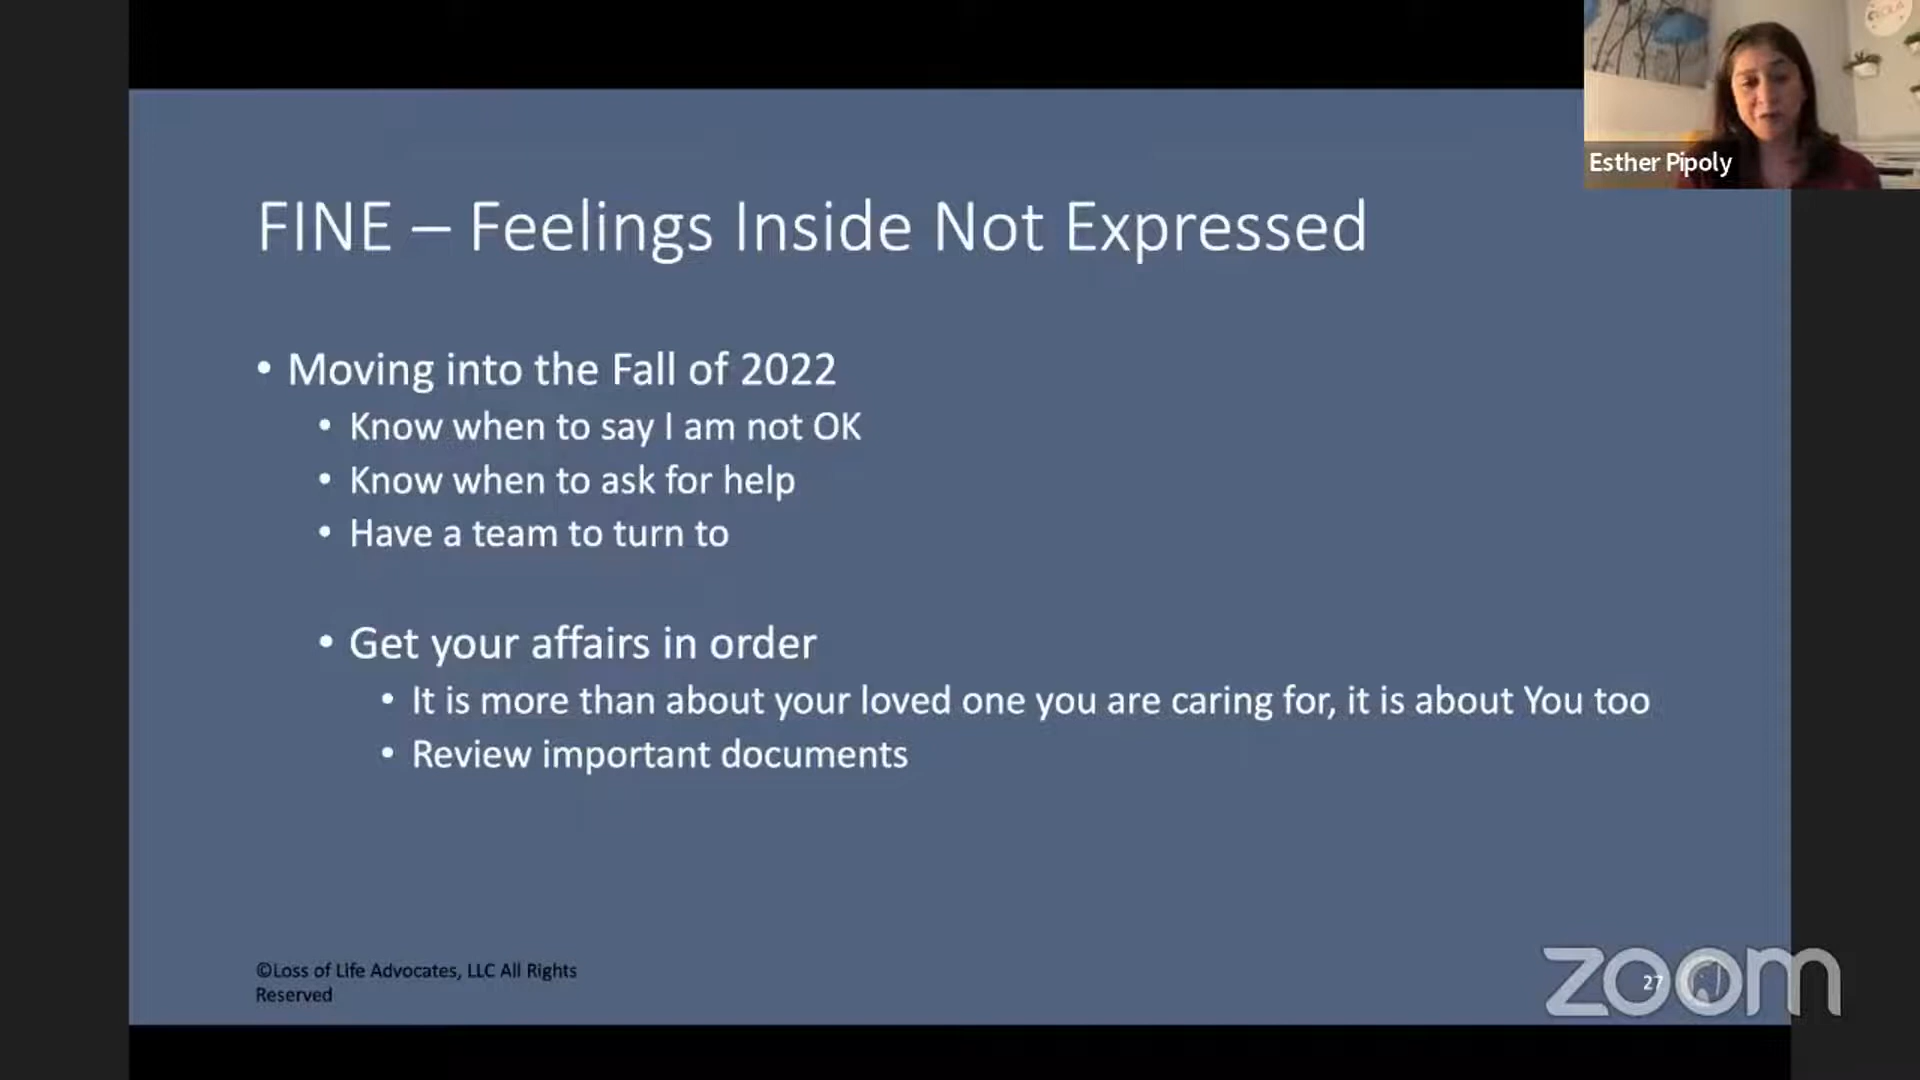 Esther Pipoly
FINE – Feelings Inside Not Expressed
• Moving into the Fall of 2022
• Know when to say I am not OK
• Know when to ask for help
• Have a team to turn to
• Get your affairs in order
• It is more than about your loved one you are caring for, it is about You too
• Review important documents
©Loss of Life Advocates, LLC All Rights
Reserved
27
zoom